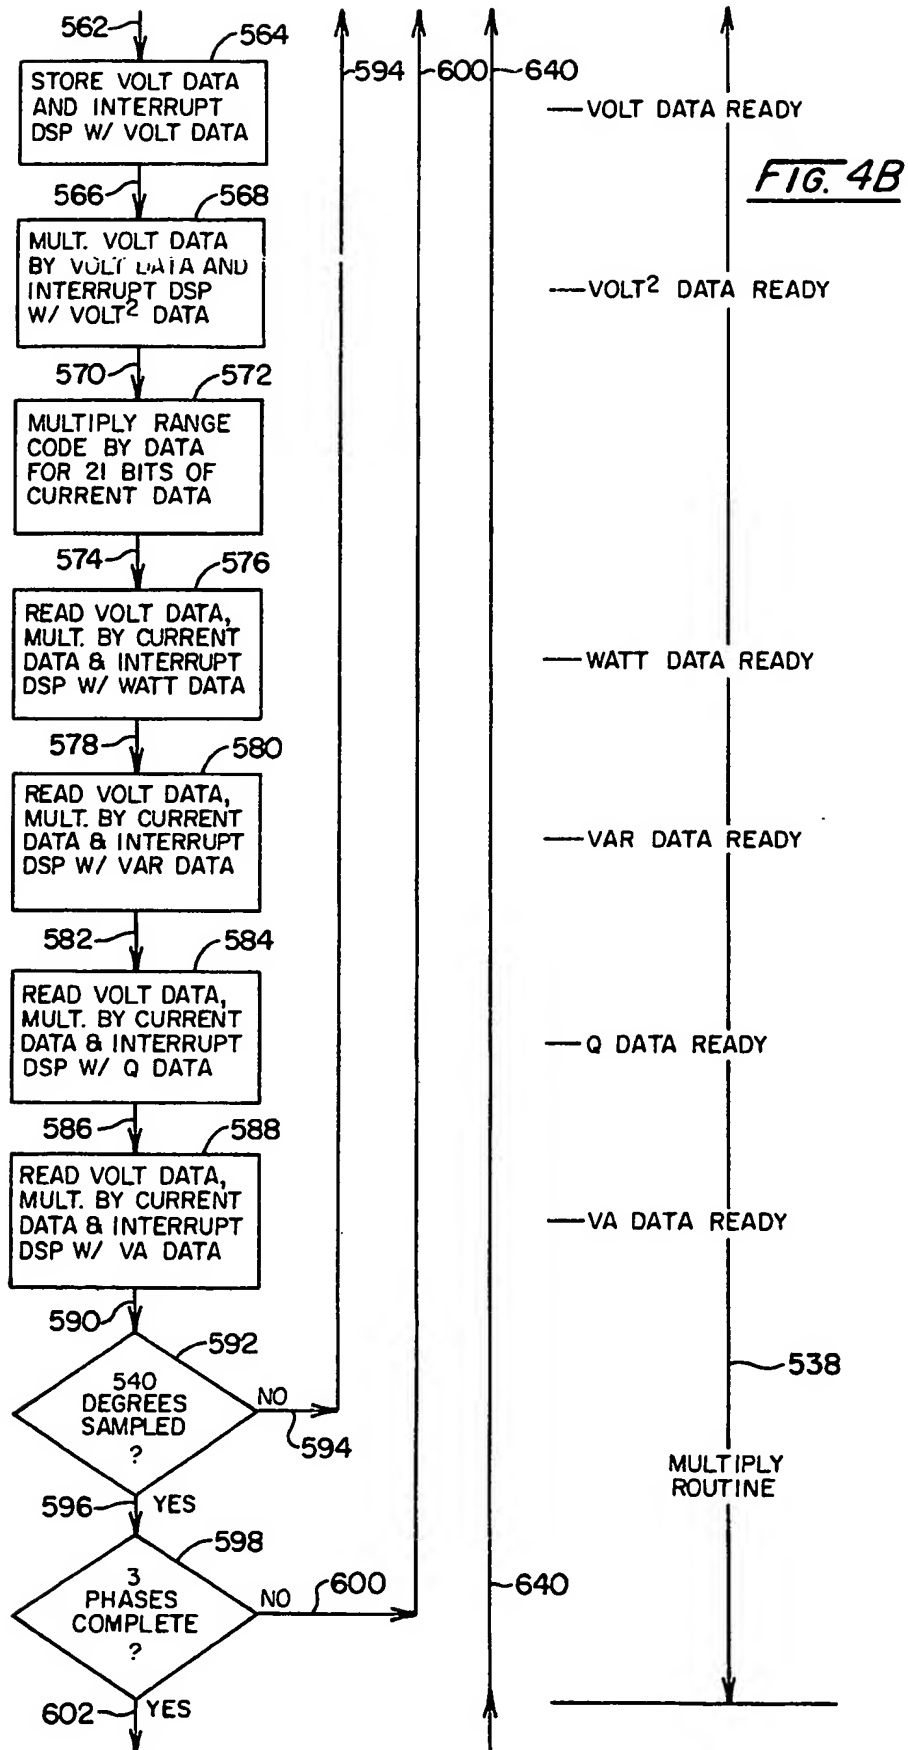 562
564
594
600
640
STORE VOLT DATA
AND INTERRUPT
DSP W/ VOLT DATA
VOLT DATA READY
FIG. 4B
566
568
MULT. VOLT DATA
BY VOLT DATA AND
INTERRUPT DSP
W/ VOLT² DATA
VOLT² DATA READY
570
572
MULTIPLY RANGE
CODE BY DATA
FOR 21 BITS OF
CURRENT DATA
574
576
READ VOLT DATA,
MULT. BY CURRENT
DATA & INTERRUPT
DSP W/ WATT DATA
WATT DATA READY
578
580
READ VOLT DATA,
MULT. BY CURRENT
DATA & INTERRUPT
DSP W/ VAR DATA
VAR DATA READY
582
584
READ VOLT DATA,
MULT. BY CURRENT
DATA & INTERRUPT
DSP W/ Q DATA
Q DATA READY
586
588
READ VOLT DATA,
MULT. BY CURRENT
DATA & INTERRUPT
DSP W/ VA DATA
VA DATA READY
590
592
540
DEGREES
SAMPLED
?
NO
594
538
MULTIPLY
ROUTINE
596
YES
598
3
PHASES
COMPLETE
?
NO
600
640
602
YES